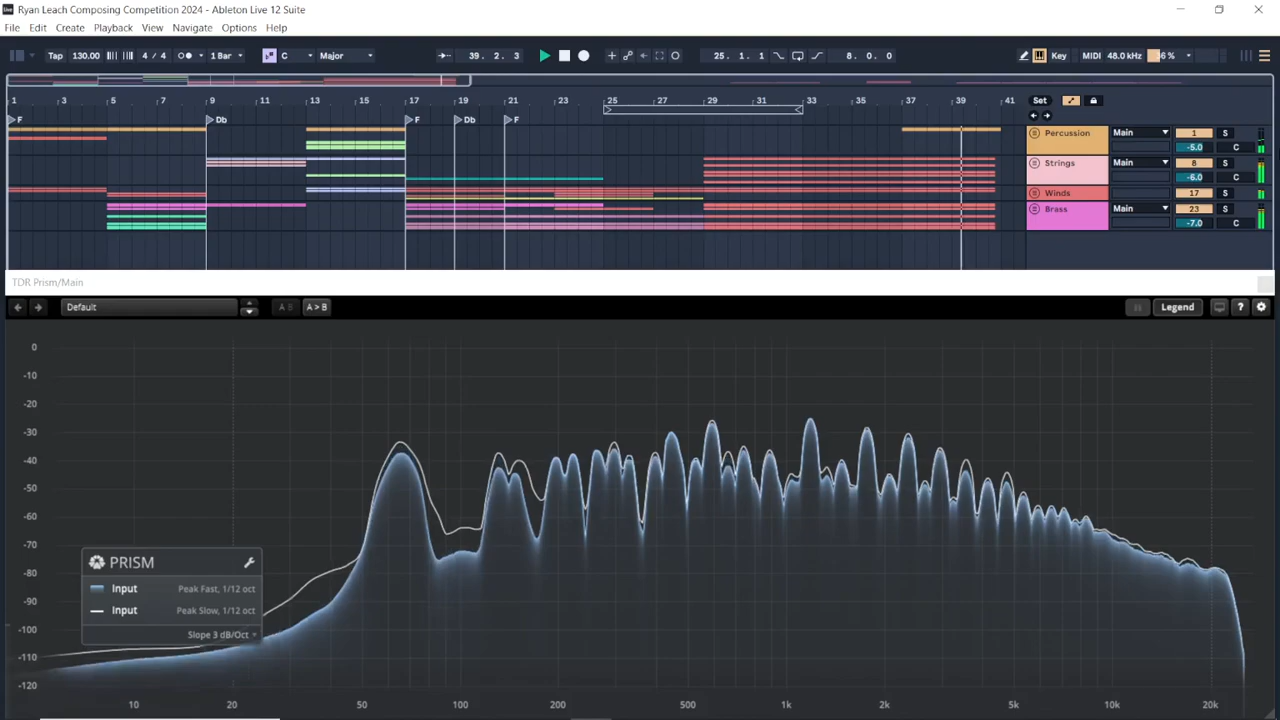 Live Ryan Leach Composing Competition 2024 - Ableton Live 12 Suite
File Edit Create Playback View Navigate Options Help
Tap 130.00 4 / 4 1 Bar C Major 39. 2. 3 25. 1. 1 8. 0. 0 Key MIDI 48.0 kHz
1 3 5 7 9 11 13 15 17 19 21 23 25 27 29 31 33 35 37 39 41 Set
F Db F Db F
Percussion Main 1 S
-5.0 C
Strings Main 8 S
-6.0 C
Winds 17 S
Brass Main 23 S
-7.0 C
TDR Prism/Main
Default A B A > B Legend ?
0
-10
-20
-30
-40
-50
-60
-70
-80
-90
-100
-110
-120
PRISM
Input Peak Fast, 1/12 oct
Input Peak Slow, 1/12 oct
Slope 3 dB/Oct
10 20 50 100 200 500 1k 2k 5k 10k 20k